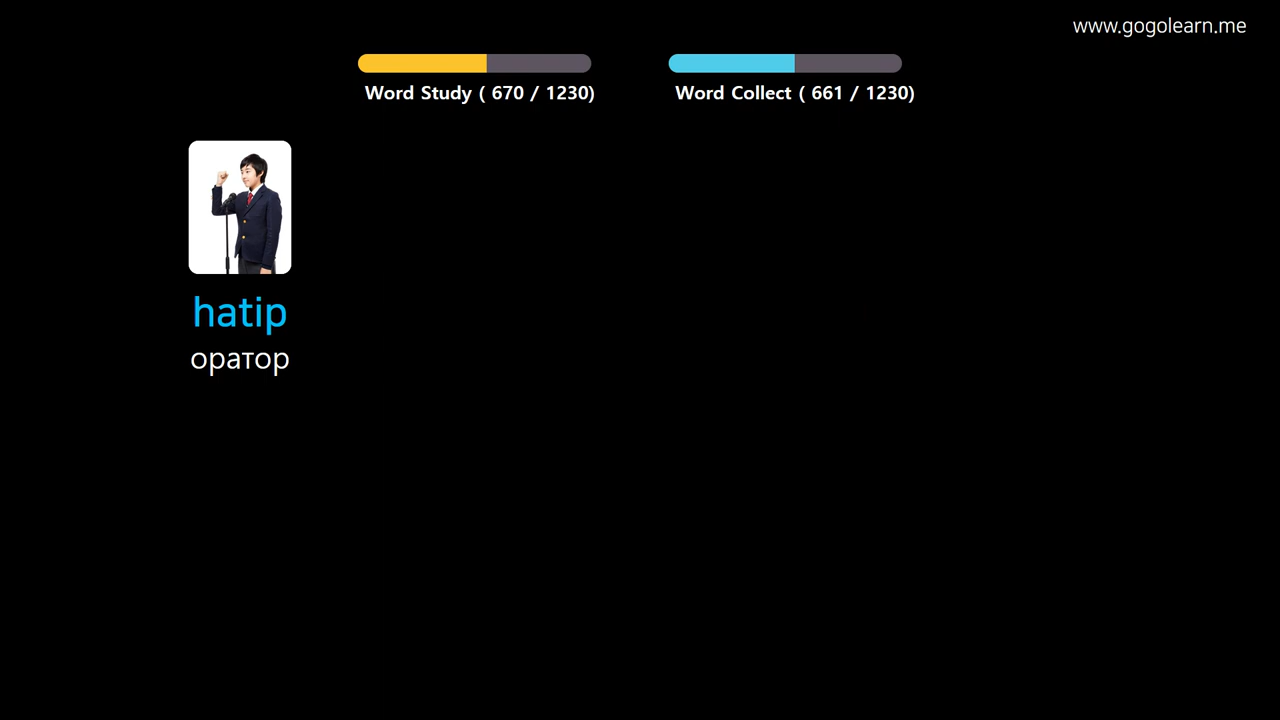 www.gogolearn.me
Word Study ( 670 / 1230)
Word Collect ( 661 / 1230)
hatip
оратор